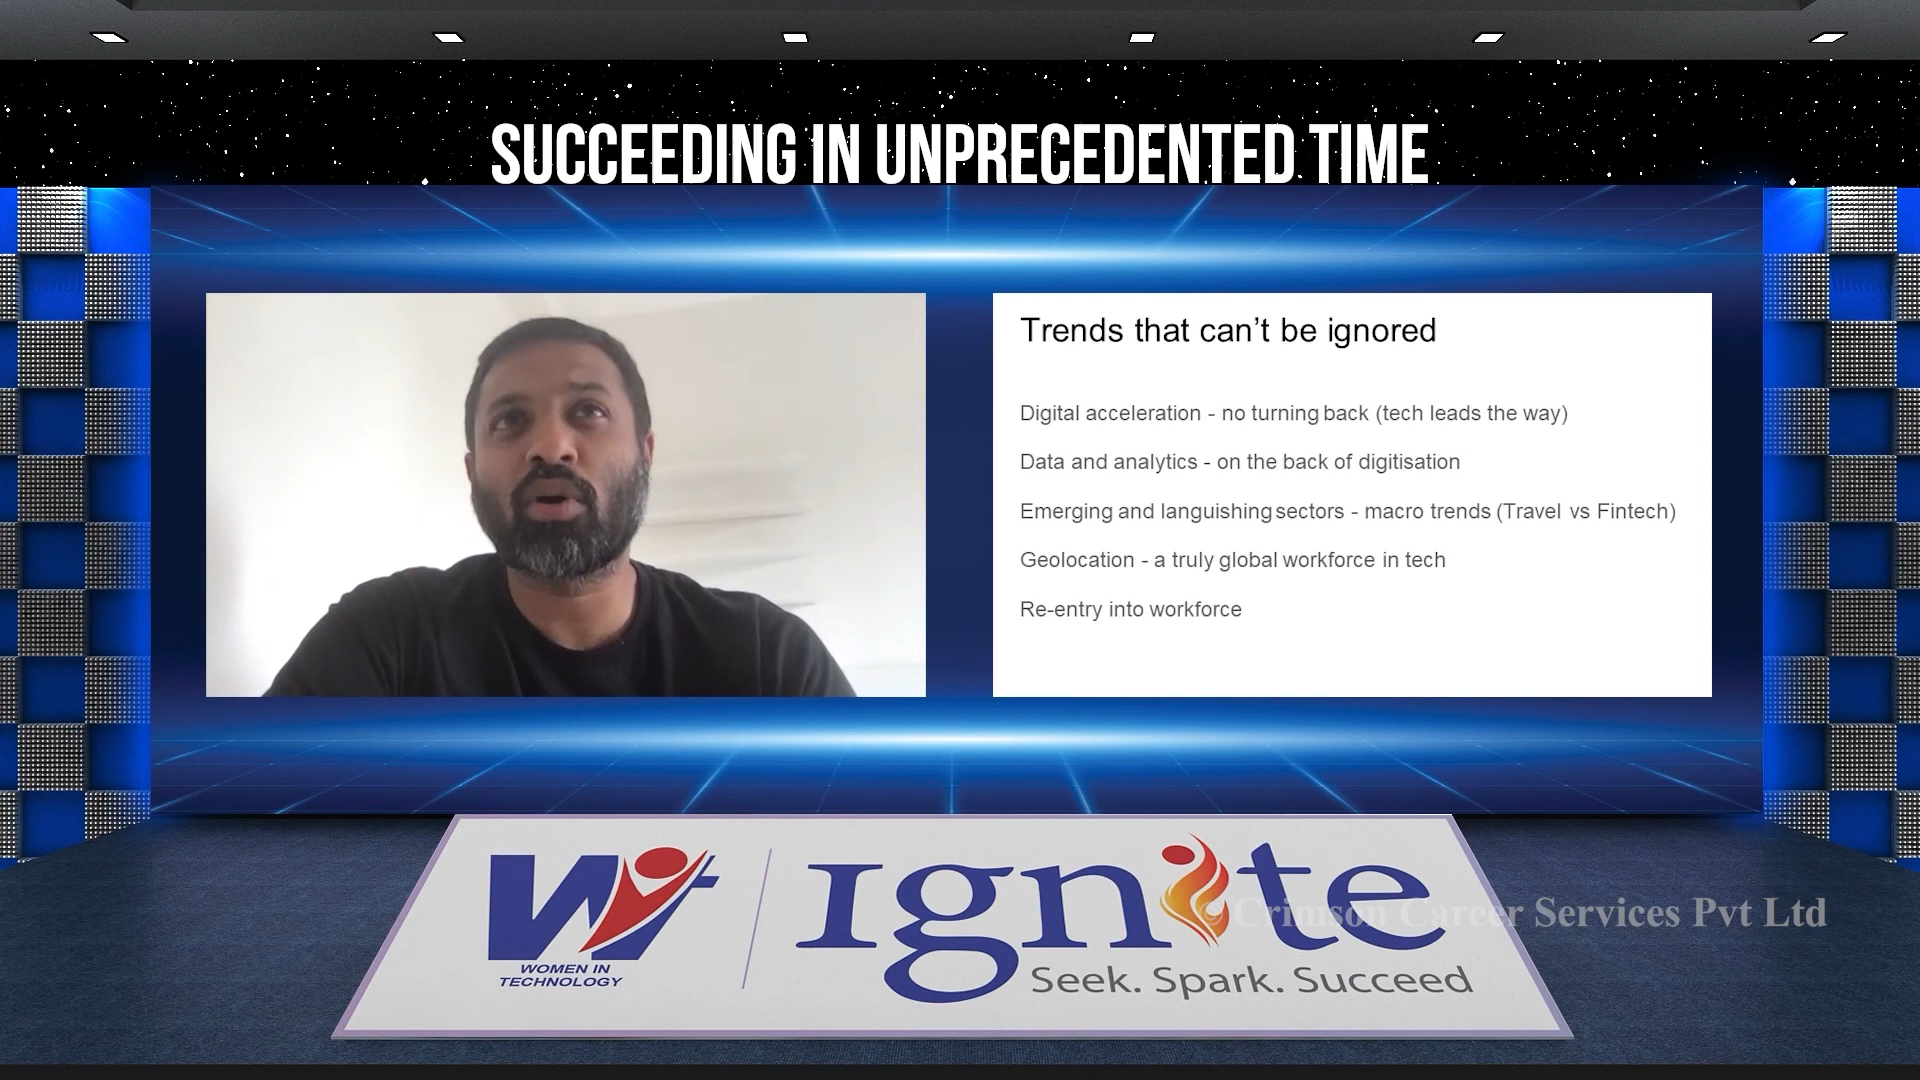 SUCCEEDING IN UNPRECEDENTED TIME
Trends that can’t be ignored
Digital acceleration - no turning back (tech leads the way)
Data and analytics - on the back of digitisation
Emerging and languishing sectors - macro trends (Travel vs Fintech)
Geolocation - a truly global workforce in tech
Re-entry into workforce
WiT
WOMEN IN
TECHNOLOGY
Ignite
Seek. Spark. Succeed
© Crimson Career Services Pvt Ltd